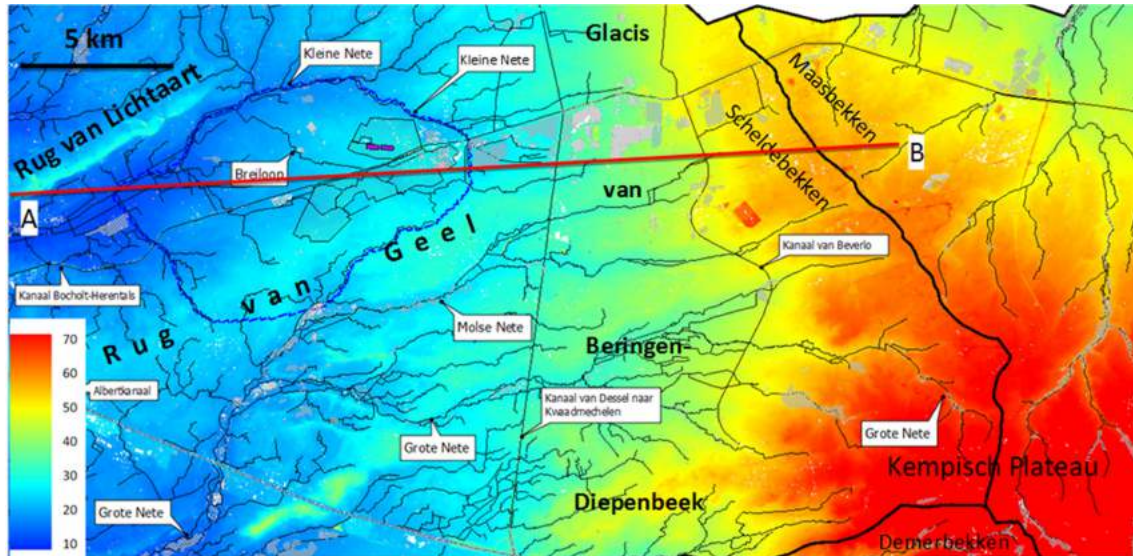 5 km
Kleine Nete
Kleine Nete
Glacis
Rug van Lichtaart
Maasbekken
Scheldebekken
Breiloop
A
B
van
Geel
Kanaal van Beverlo
Kanaal Bocholt-Herentals
van
Molse Nete
Rug
Beringen-
70
60
50
40
30
20
10
Albertkanaal
Kanaal van Dessel naar
Kwaadmechelen
Grote Nete
Grote Nete
Kempisch Plateau
Diepenbeek
Grote Nete
Demerbekken